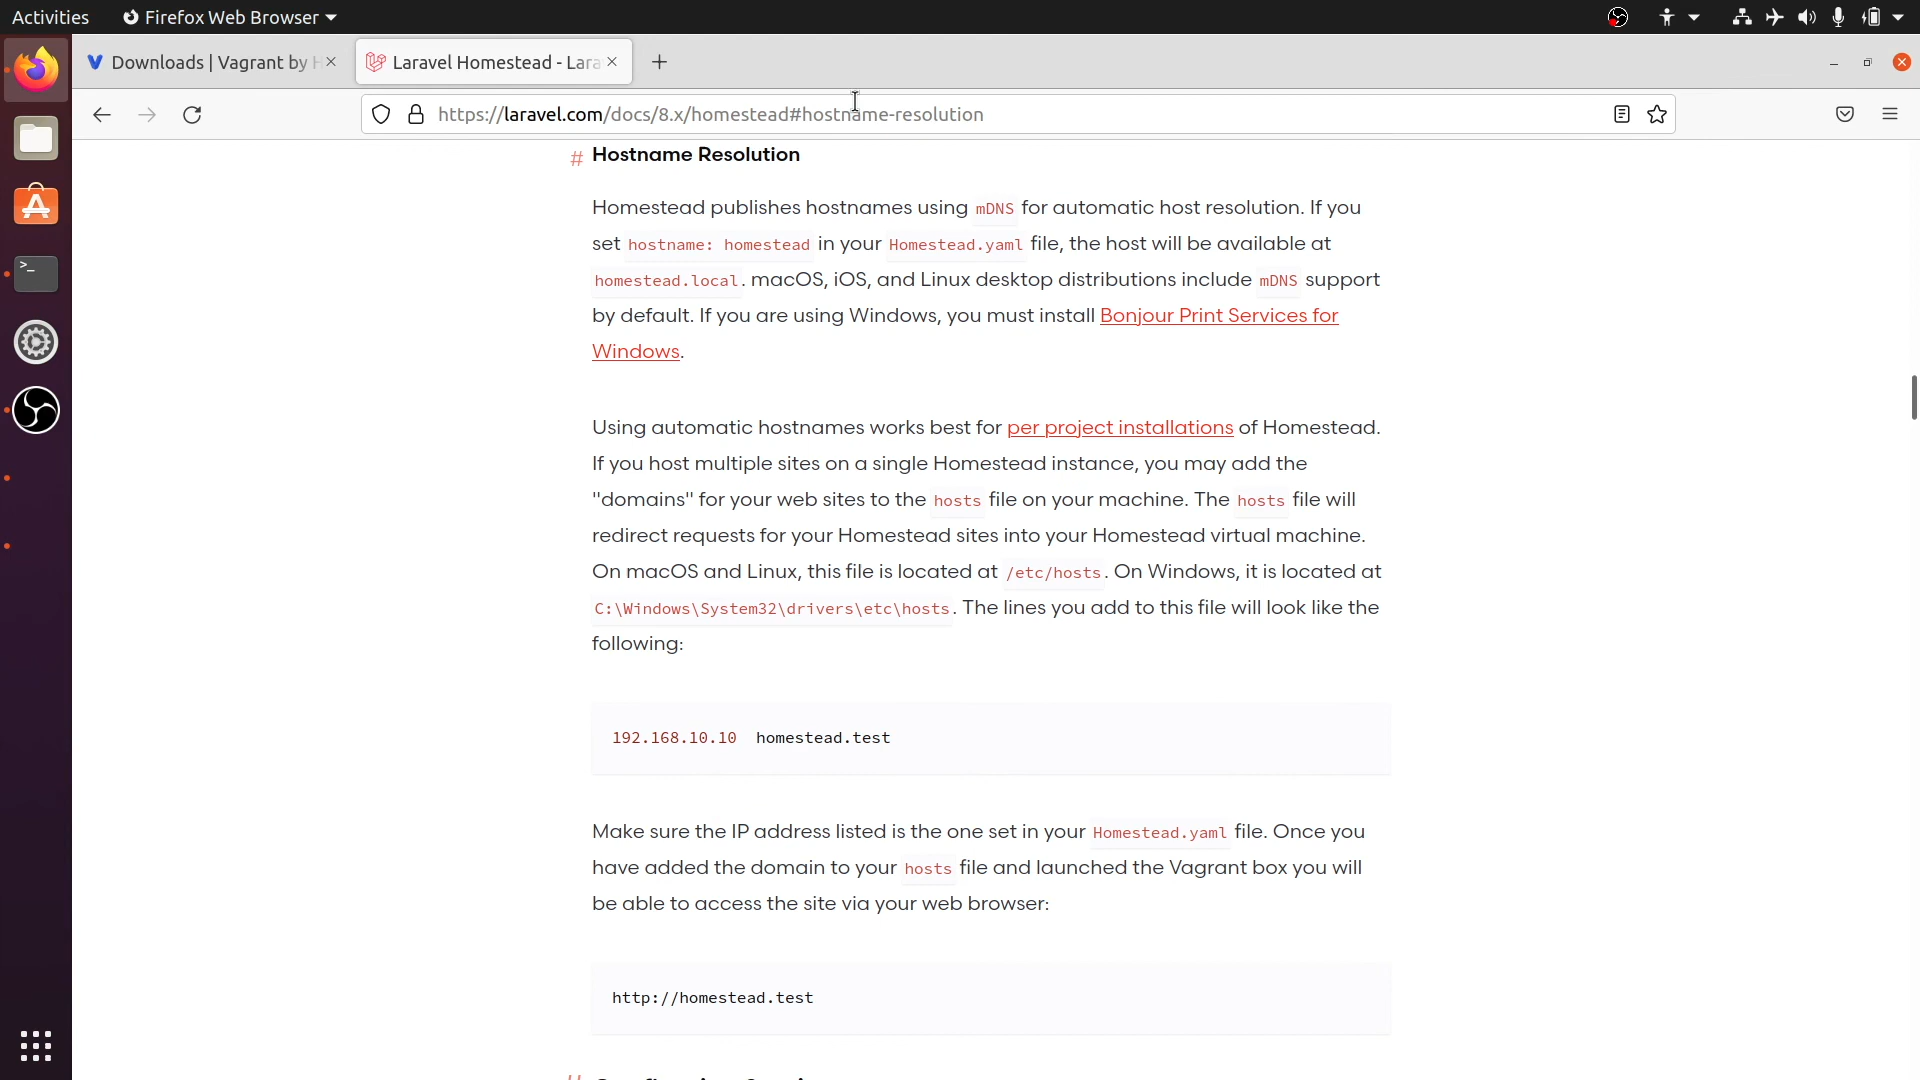 Activities Firefox Web Browser
Downloads | Vagrant by
Laravel Homestead - Lara
https://laravel.com/docs/8.x/homestead#hostname-resolution
# Hostname Resolution
Homestead publishes hostnames using mDNS for automatic host resolution. If you
set hostname: homestead in your Homestead.yaml file, the host will be available at
homestead.local. macOS, iOS, and Linux desktop distributions include mDNS support
by default. If you are using Windows, you must install Bonjour Print Services for
Windows.
Using automatic hostnames works best for per project installations of Homestead.
If you host multiple sites on a single Homestead instance, you may add the
"domains" for your web sites to the hosts file on your machine. The hosts file will
redirect requests for your Homestead sites into your Homestead virtual machine.
On macOS and Linux, this file is located at /etc/hosts. On Windows, it is located at
C:\Windows\System32\drivers\etc\hosts. The lines you add to this file will look like the
following:
192.168.10.10  homestead.test
Make sure the IP address listed is the one set in your Homestead.yaml file. Once you
have added the domain to your hosts file and launched the Vagrant box you will
be able to access the site via your web browser:
http://homestead.test